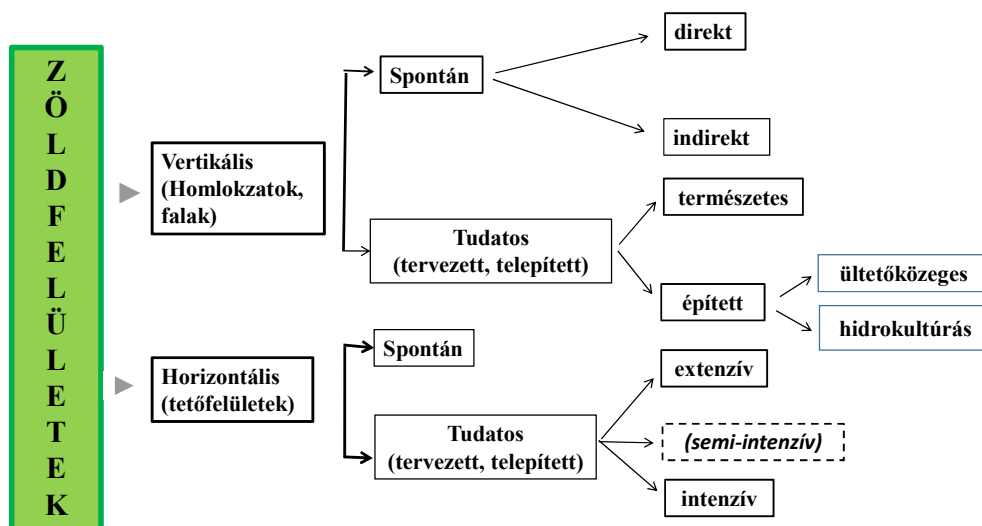 Z
Ö
L
D
F
E
L
Ü
L
E
T
E
K
Vertikális
(Homlokzatok,
falak)
Spontán
direkt
indirekt
Tudatos
(tervezett, telepített)
természetes
épített
ültetőközeges
hidrokultúrás
Horizontális
(tetőfelületek)
Spontán
Tudatos
(tervezett, telepített)
extenzív
(semi-intenzív)
intenzív